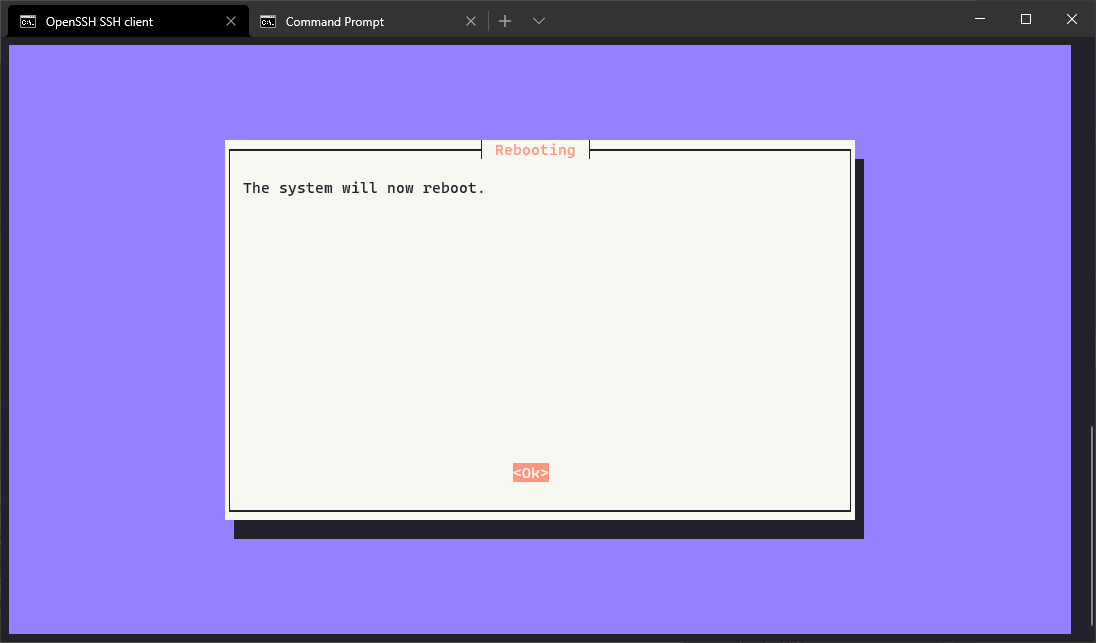 OpenSSH SSH client
Command Prompt
Rebooting
The system will now reboot.
<Ok>